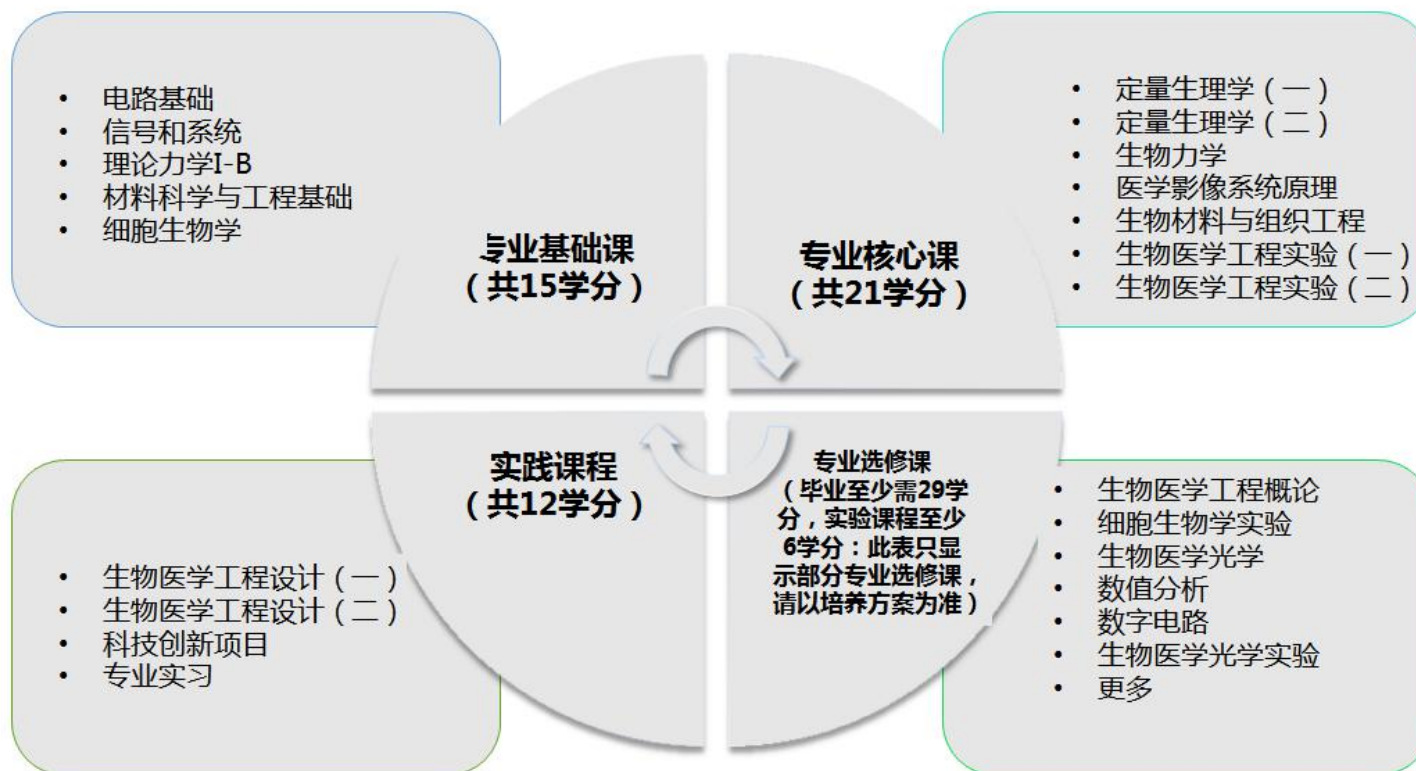 • 电路基础
• 信号和系统
• 理论力学I-B
• 材料科学与工程基础
• 细胞生物学
专业基础课
（共15学分）
专业核心课
（共21学分）
• 定量生理学（一）
• 定量生理学（二）
• 生物力学
• 医学影像系统原理
• 生物材料与组织工程
• 生物医学工程实验（一）
• 生物医学工程实验（二）
实践课程
（共12学分）
• 生物医学工程设计（一）
• 生物医学工程设计（二）
• 科技创新项目
• 专业实习
专业选修课
（毕业至少需29学
分，实验课程至少
6学分：此表只显
示部分专业选修课，
请以培养方案为准）
• 生物医学工程概论
• 细胞生物学实验
• 生物医学光学
• 数值分析
• 数字电路
• 生物医学光学实验
• 更多